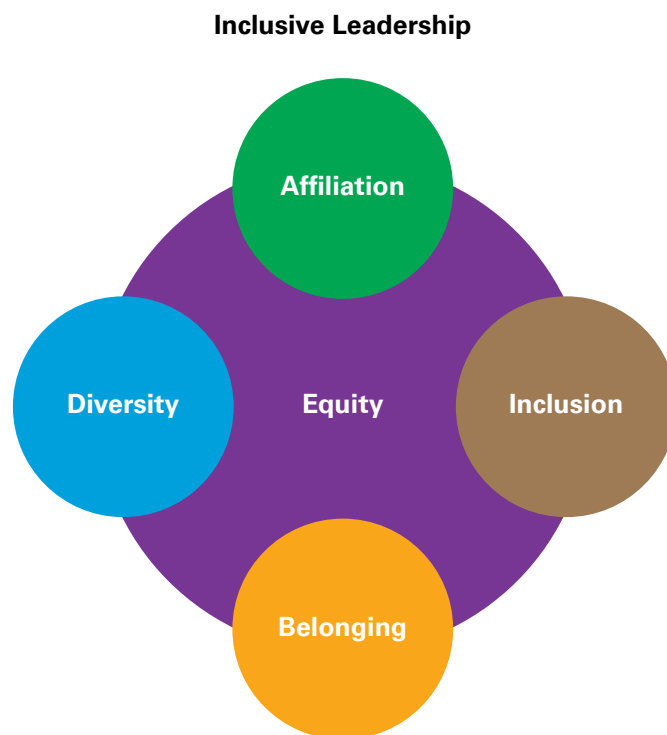 Inclusive Leadership
Affiliation
Diversity
Equity
Inclusion
Belonging